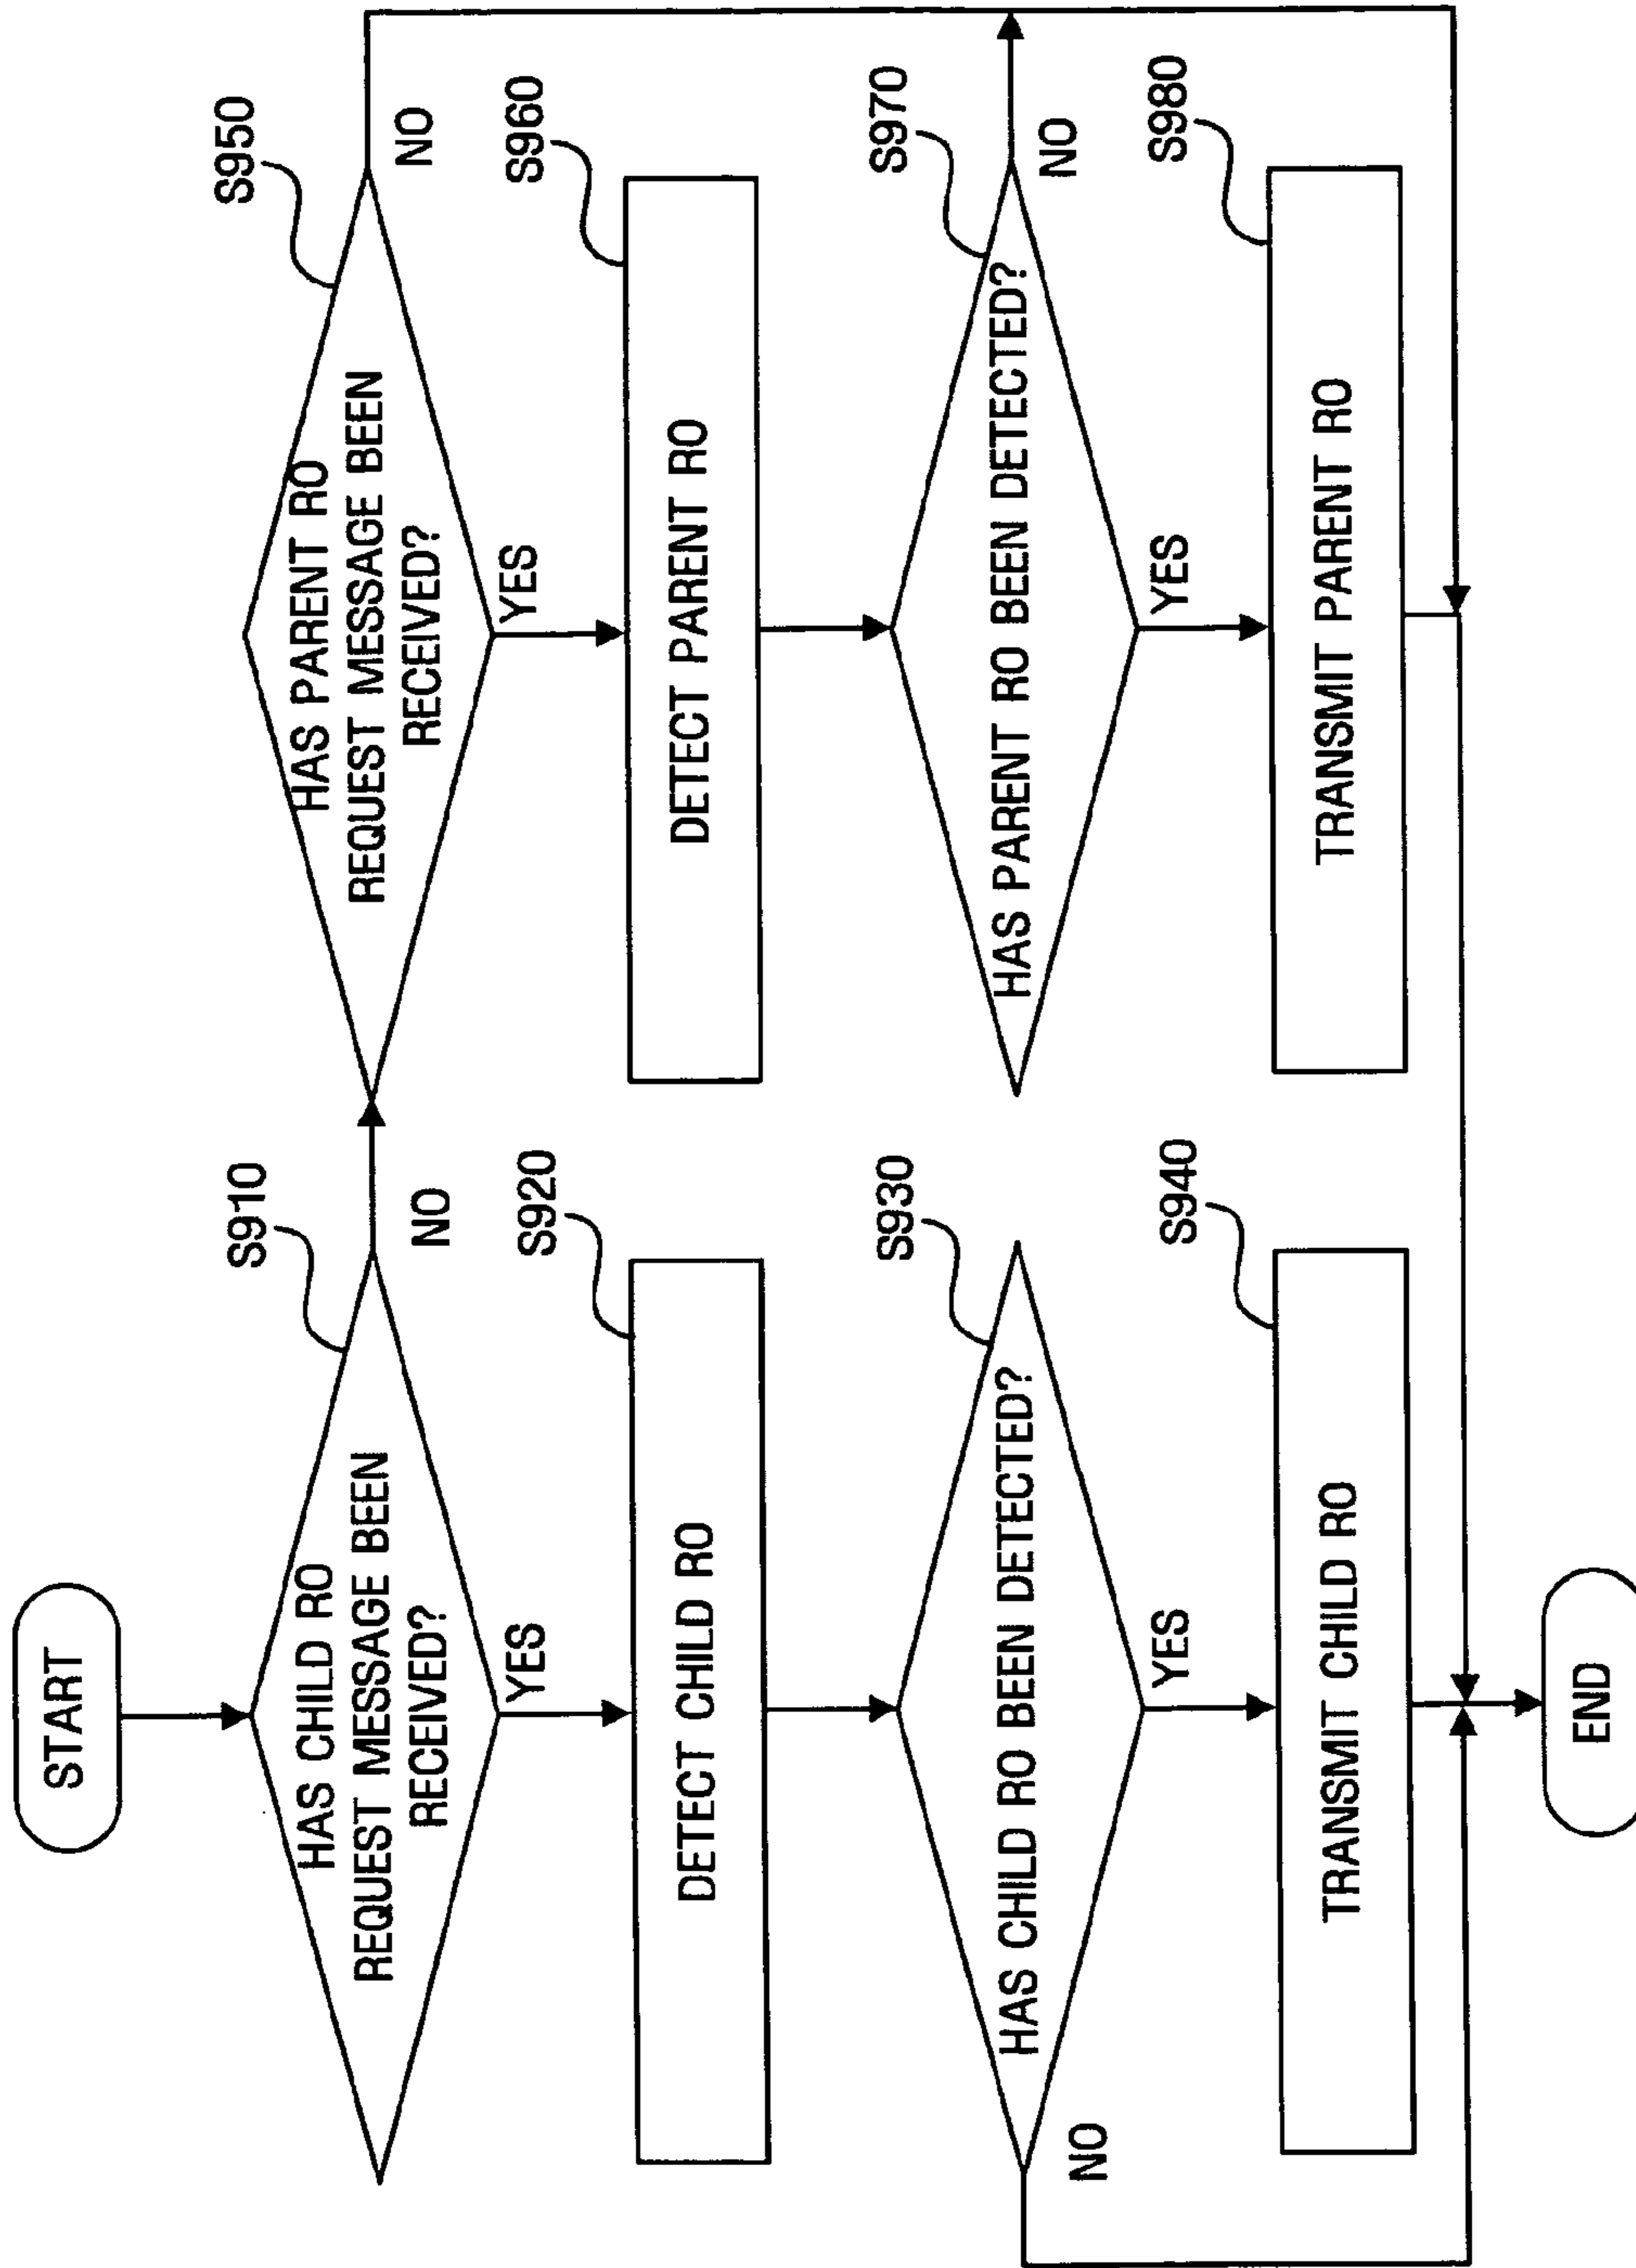 START
S910
HAS CHILD RO
REQUEST MESSAGE BEEN
RECEIVED?
NO
YES
S920
DETECT CHILD RO
S930
HAS CHILD RO BEEN DETECTED?
NO
YES
S940
TRANSMIT CHILD RO
END
S950
HAS PARENT RO
REQUEST MESSAGE BEEN
RECEIVED?
NO
YES
S960
DETECT PARENT RO
S970
HAS PARENT RO BEEN DETECTED?
NO
YES
S980
TRANSMIT PARENT RO